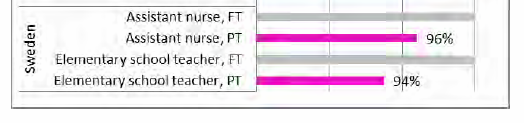 Sweden
Assistant nurse, FT
Assistant nurse, PT 96%
Elementary school teacher, FT
Elementary school teacher, PT 94%